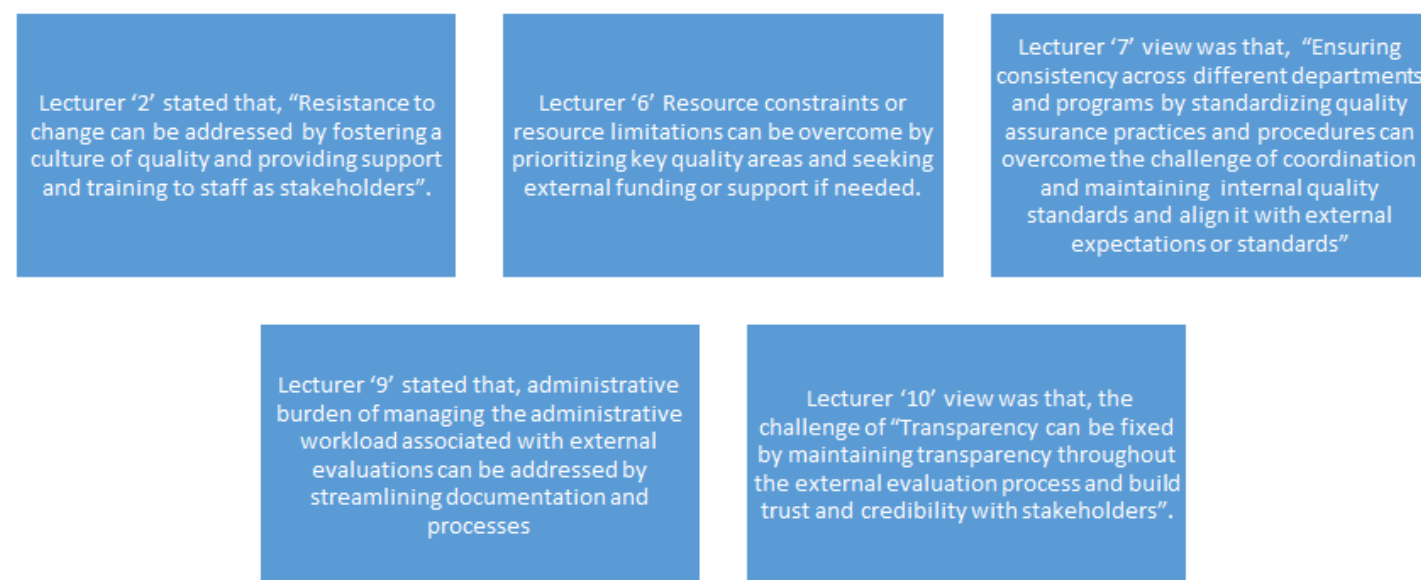 Lecturer ‘2’ stated that, “Resistance to
change can be addressed by fostering a
culture of quality and providing support
and training to staff as stakeholders”.
Lecturer ‘6’ Resource constraints or
resource limitations can be overcome by
prioritizing key quality areas and seeking
external funding or support if needed.
Lecturer ‘7’ view was that, “Ensuring
consistency across different departments
and programs by standardizing quality
assurance practices and procedures can
overcome the challenge of coordination
and maintaining internal quality
standards and align it with external
expectations or standards”
Lecturer ‘9’ stated that, administrative
burden of managing the administrative
workload associated with external
evaluations can be addressed by
streamlining documentation and
processes
Lecturer ‘10’ view was that, the
challenge of “Transparency can be fixed
by maintaining transparency throughout
the external evaluation process and build
trust and credibility with stakeholders”.